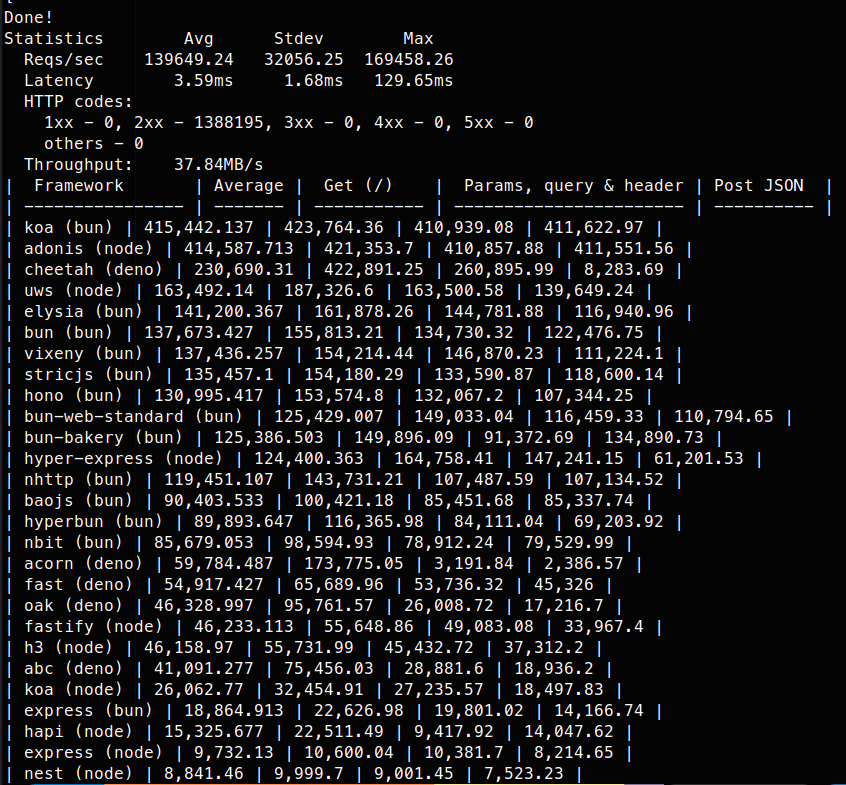 Done!
Statistics Avg Stdev Max
Reqs/sec 139649.24 32056.25 169458.26
Latency 3.59ms 1.68ms 129.65ms
HTTP codes:
1xx - 0, 2xx - 1388195, 3xx - 0, 4xx - 0, 5xx - 0
others - 0
Throughput: 37.84MB/s
| Framework | Average | Get (/) | Params, query & header | Post JSON |
| ---------------- | ------- | ----------- | ----------------------- | ---------- |
| koa (bun) | 415,442.137 | 423,764.36 | 410,939.08 | 411,622.97 |
| adonis (node) | 414,587.713 | 421,353.7 | 410,857.88 | 411,551.56 |
| cheetah (deno) | 230,690.31 | 422,891.25 | 260,895.99 | 8,283.69 |
| uws (node) | 163,492.14 | 187,326.6 | 163,500.58 | 139,649.24 |
| elysia (bun) | 141,200.367 | 161,878.26 | 144,781.88 | 116,940.96 |
| bun (bun) | 137,673.427 | 155,813.21 | 134,730.32 | 122,476.75 |
| vixeny (bun) | 137,436.257 | 154,214.44 | 146,870.23 | 111,224.1 |
| stricjs (bun) | 135,457.1 | 154,180.29 | 133,590.87 | 118,600.14 |
| hono (bun) | 130,995.417 | 153,574.8 | 132,067.2 | 107,344.25 |
| bun-web-standard (bun) | 125,429.007 | 149,033.04 | 116,459.33 | 110,794.65 |
| bun-bakery (bun) | 125,386.503 | 149,896.09 | 91,372.69 | 134,890.73 |
| hyper-express (node) | 124,400.363 | 164,758.41 | 147,241.15 | 61,201.53 |
| nhttp (bun) | 119,451.107 | 143,731.21 | 107,487.59 | 107,134.52 |
| baojs (bun) | 90,403.533 | 100,421.18 | 85,451.68 | 85,337.74 |
| hyperbun (bun) | 89,893.647 | 116,365.98 | 84,111.04 | 69,203.92 |
| nbit (bun) | 85,679.053 | 98,594.93 | 78,912.24 | 79,529.99 |
| acorn (deno) | 59,784.487 | 173,775.05 | 3,191.84 | 2,386.57 |
| fast (deno) | 54,917.427 | 65,689.96 | 53,736.32 | 45,326 |
| oak (deno) | 46,328.997 | 95,761.57 | 26,008.72 | 17,216.7 |
| fastify (node) | 46,233.113 | 55,648.86 | 49,083.08 | 33,967.4 |
| h3 (node) | 46,158.97 | 55,731.99 | 45,432.72 | 37,312.2 |
| abc (deno) | 41,091.277 | 75,456.03 | 28,881.6 | 18,936.2 |
| koa (node) | 26,062.77 | 32,454.91 | 27,235.57 | 18,497.83 |
| express (bun) | 18,864.913 | 22,626.98 | 19,801.02 | 14,166.74 |
| hapi (node) | 15,325.677 | 22,511.49 | 9,417.92 | 14,047.62 |
| express (node) | 9,732.13 | 10,600.04 | 10,381.7 | 8,214.65 |
| nest (node) | 8,841.46 | 9,999.7 | 9,001.45 | 7,523.23 |